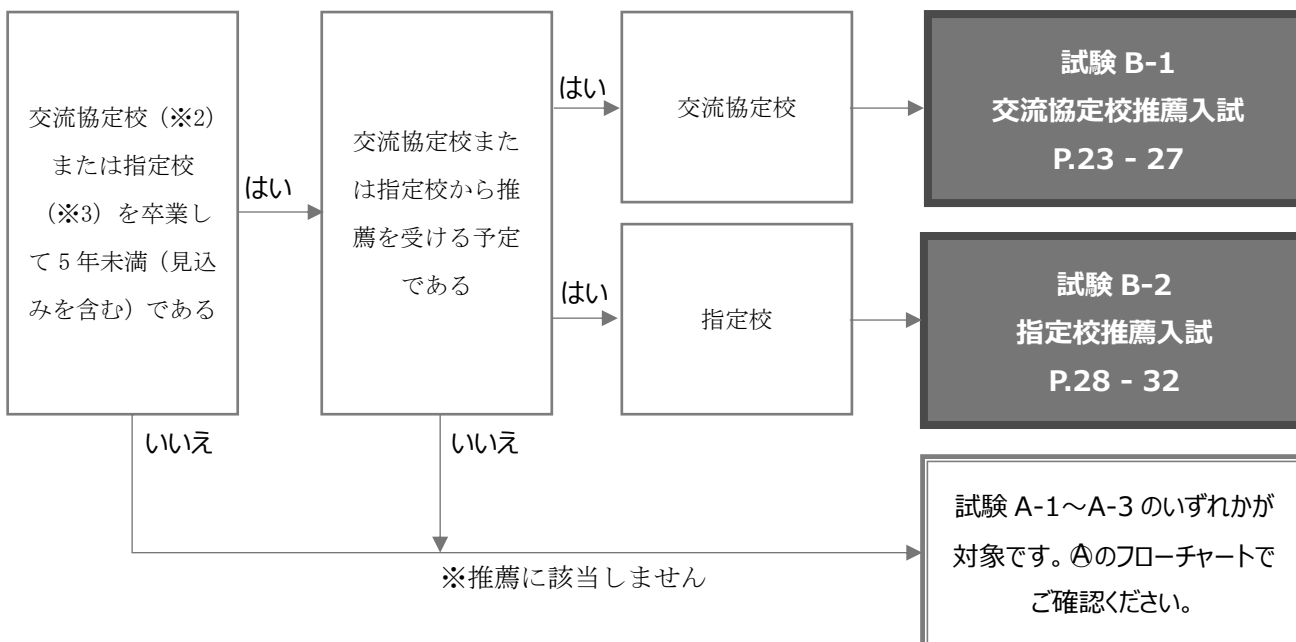 交流協定校（※2）
または指定校
（※3）を卒業し
て 5 年未満（見込
みを含む）である
はい
交流協定校また
は指定校から推
薦を受ける予定
である
はい
交流協定校
試験 B-1
交流協定校推薦入試
P.23 - 27
はい
指定校
試験 B-2
指定校推薦入試
P.28 - 32
いいえ
いいえ
※推薦に該当しません
試験 A-1～A-3 のいずれかが
対象です。Ⓐのフローチャートで
ご確認ください。